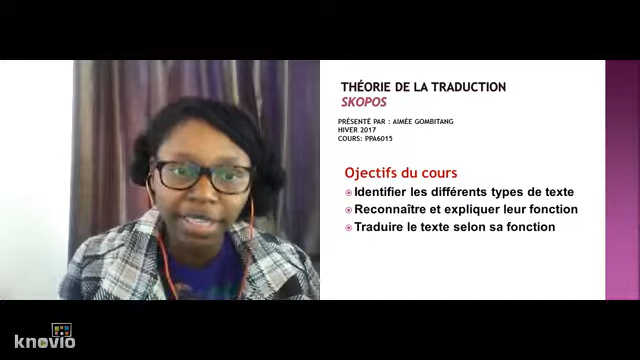 THÉORIE DE LA TRADUCTION
SKOPOS
PRÉSENTÉ PAR : AIMÉE GOMBITANG
HIVER 2017
COURS: PPA6015
Ojectifs du cours
Identifier les différents types de texte
Reconnaître et expliquer leur fonction
Traduire le texte selon sa fonction
knovio